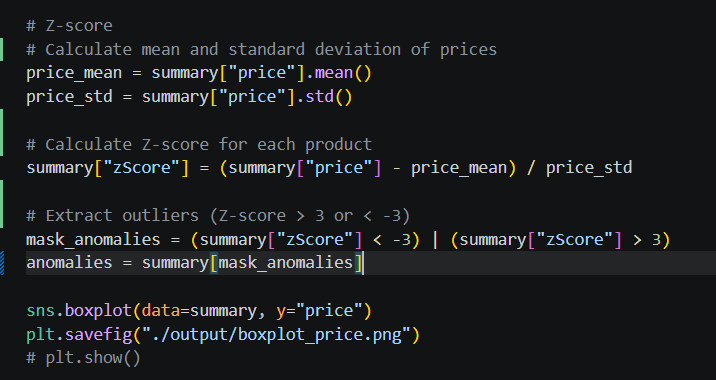 # Z-score
# Calculate mean and standard deviation of prices
price_mean = summary["price"].mean()
price_std = summary["price"].std()
# Calculate Z-score for each product
summary["zScore"] = (summary["price"] - price_mean) / price_std
# Extract outliers (Z-score > 3 or < -3)
mask_anomalies = (summary["zScore"] < -3) | (summary["zScore"] > 3)
anomalies = summary[mask_anomalies]
sns.boxplot(data=summary, y="price")
plt.savefig("./output/boxplot_price.png")
# plt.show()